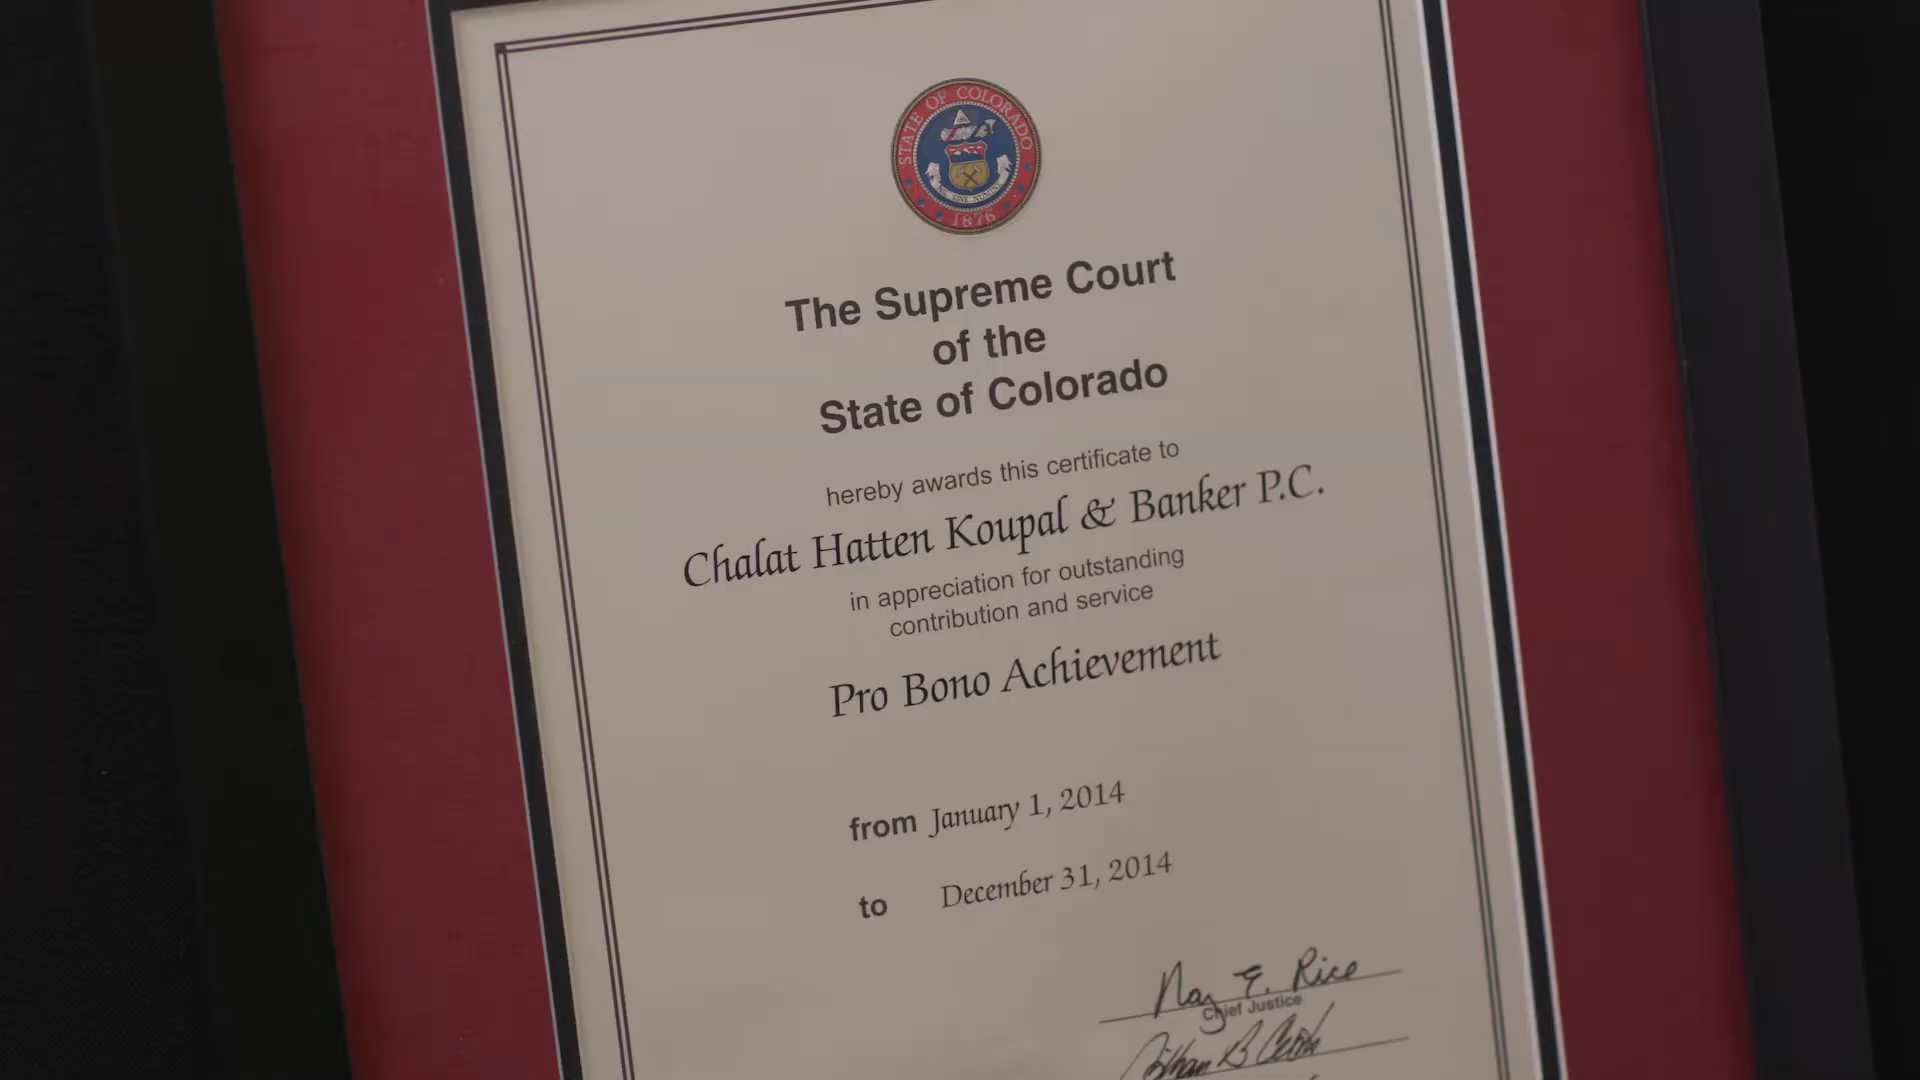 STATE OF COLORADO
1876
The Supreme Court
of the
State of Colorado
hereby awards this certificate to
Chalat Hatten Koupal & Banker P.C.
in appreciation for outstanding
contribution and service
Pro Bono Achievement
from January 1, 2014
to December 31, 2014
Nancy E. Rice
Chief Justice